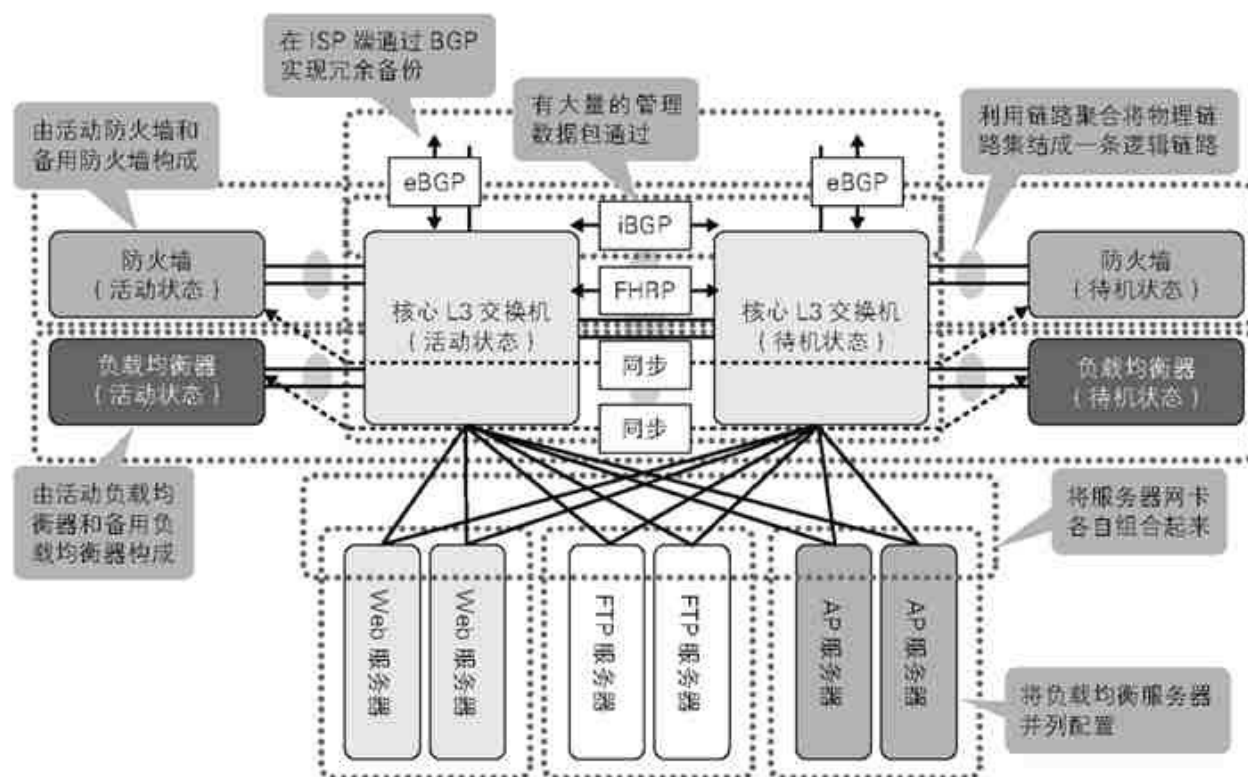 在 ISP 端通过 BGP
实现冗余备份
有大量的管理
数据包通过
由活动防火墙和
备用防火墙构成
利用链路聚合将物理链
路集结成一条逻辑链路
eBGP
eBGP
iBGP
防火墙
（活动状态）
FHRP
防火墙
（待机状态）
核心 L3 交换机
（活动状态）
核心 L3 交换机
（待机状态）
负载均衡器
（活动状态）
同步
负载均衡器
（待机状态）
同步
由活动负载均
衡器和备用负
载均衡器构成
将服务器网卡
各自组合起来
Web 服务器
Web 服务器
FTP 服务器
FTP 服务器
AP 服务器
AP 服务器
将负载均衡服务器
并列配置